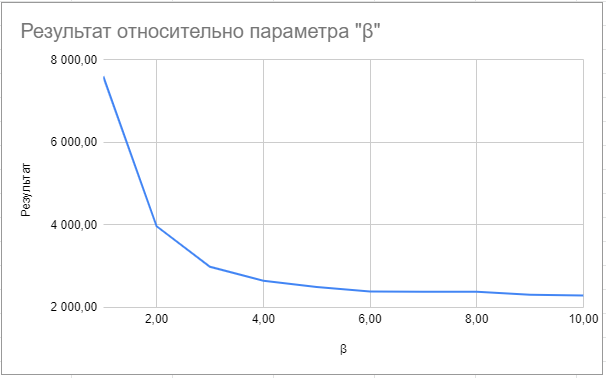 Результат относительно параметра "β"
8 000,00
6 000,00
4 000,00
2 000,00
Результат
2,00 4,00 6,00 8,00 10,00
β